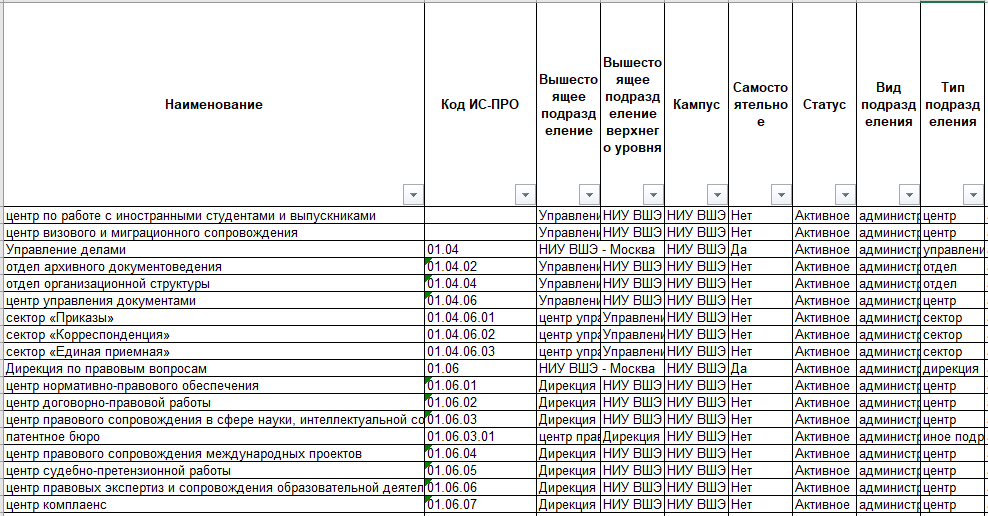 Наименование
Код ИС-ПРО
Вышесто
ящее
подразд
еление
Вышесто
ящее
подразд
еление
верхнег
о уровня
Кампус
Самосто
ятельно
е
Статус
Вид
подразд
еления
Тип
подразд
еления
центр по работе с иностранными студентами и выпускниками Управлени НИУ ВШЭ НИУ ВШЭ Нет Активное администр центр
центр визового и миграционного сопровождения Управлени НИУ ВШЭ НИУ ВШЭ Нет Активное администр центр
Управление делами 01.04 НИУ ВШЭ - Москва НИУ ВШЭ Да Активное администр управлени
отдел архивного документоведения 01.04.02 Управлени НИУ ВШЭ НИУ ВШЭ Нет Активное администр отдел
отдел организационной структуры 01.04.04 Управлени НИУ ВШЭ НИУ ВШЭ Нет Активное администр отдел
центр управления документами 01.04.06 Управлени НИУ ВШЭ НИУ ВШЭ Нет Активное администр центр
сектор «Приказы» 01.04.06.01 центр упра Управлени НИУ ВШЭ Нет Активное администр сектор
сектор «Корреспонденция» 01.04.06.02 центр упра Управлени НИУ ВШЭ Нет Активное администр сектор
сектор «Единая приемная» 01.04.06.03 центр упра Управлени НИУ ВШЭ Нет Активное администр сектор
Дирекция по правовым вопросам 01.06 НИУ ВШЭ - Москва НИУ ВШЭ Да Активное администр дирекция
центр нормативно-правового обеспечения 01.06.01 Дирекция НИУ ВШЭ НИУ ВШЭ Нет Активное администр центр
центр договорно-правовой работы 01.06.02 Дирекция НИУ ВШЭ НИУ ВШЭ Нет Активное администр центр
центр правового сопровождения в сфере науки, интеллектуальной со 01.06.03 Дирекция НИУ ВШЭ НИУ ВШЭ Нет Активное администр центр
патентное бюро 01.06.03.01 центр прав Дирекция НИУ ВШЭ Нет Активное администр иное подр
центр правового сопровождения международных проектов 01.06.04 Дирекция НИУ ВШЭ НИУ ВШЭ Нет Активное администр центр
центр судебно-претензионной работы 01.06.05 Дирекция НИУ ВШЭ НИУ ВШЭ Нет Активное администр центр
центр правовых экспертиз и сопровождения образовательной деятел 01.06.06 Дирекция НИУ ВШЭ НИУ ВШЭ Нет Активное администр центр
центр комплаенс 01.06.07 Дирекция НИУ ВШЭ НИУ ВШЭ Нет Активное администр центр